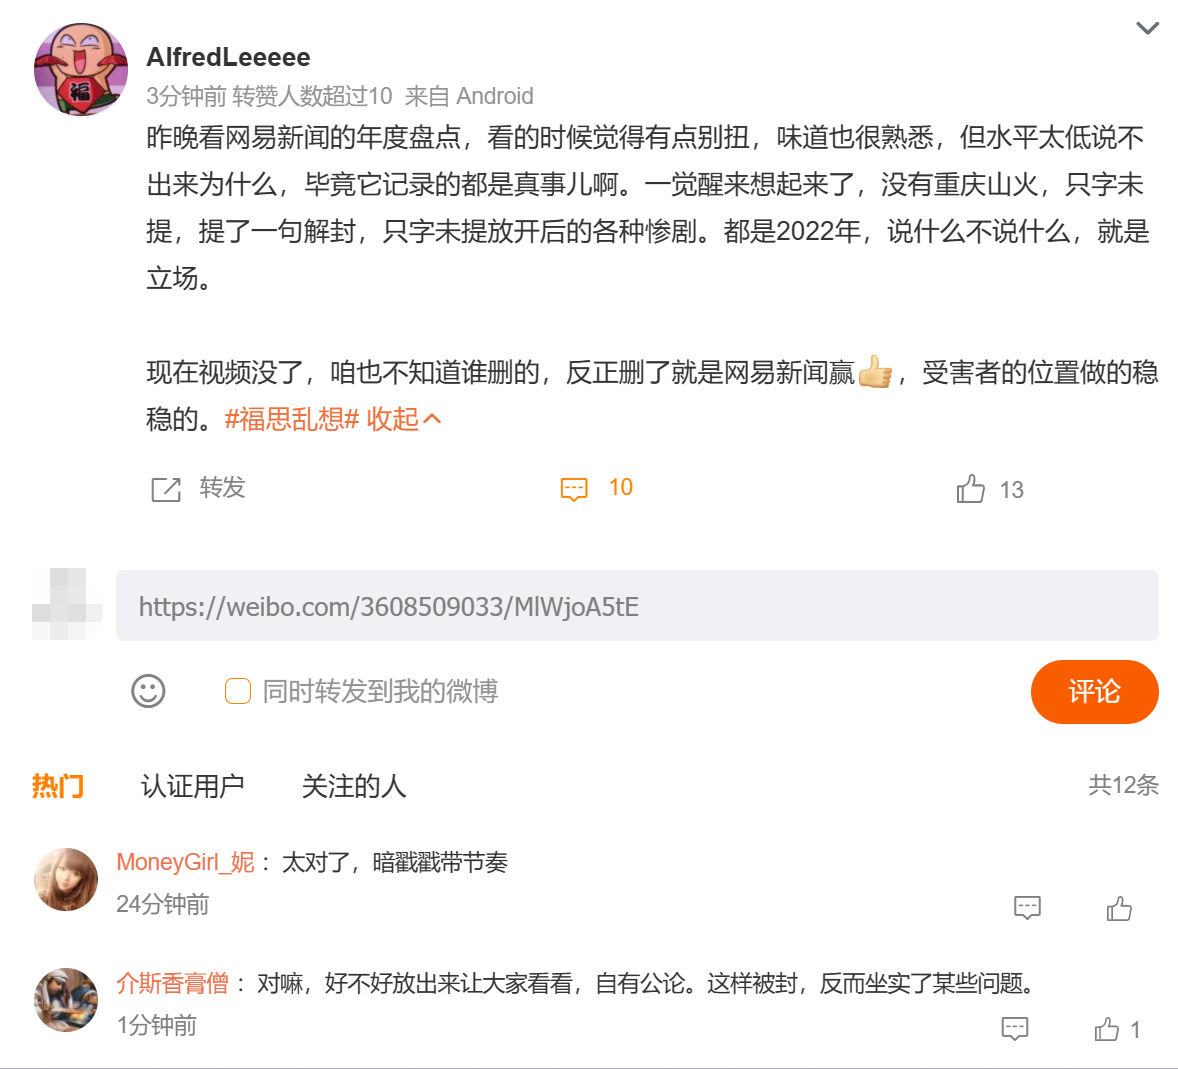 AlfredLeeeee
3分钟前 转赞人数超过10 来自 Android
昨晚看网易新闻的年度盘点，看的时候觉得有点别扭，味道也很熟悉，但水平太低说不
出来为什么，毕竟它记录的都是真事儿啊。一觉醒来想起来了，没有重庆山火，只字未
提，提了一句解封，只字未提放开后的各种惨剧。都是2022年，说什么不说什么，就是
立场。
现在视频没了，咱也不知道谁删的，反正删了就是网易新闻赢👍，受害者的位置做的稳
稳的。#福思乱想# 收起
转发
10
13
https://weibo.com/3608509033/MlWjoA5tE
同时转发到我的微博
评论
热门 认证用户 关注的人 共12条
MoneyGirl_妮：太对了，暗戳戳带节奏
24分钟前
介斯香膏僧：对嘛，好不好放出来让大家看看，自有公论。这样被封，反而坐实了某些问题。
1分钟前
1
福